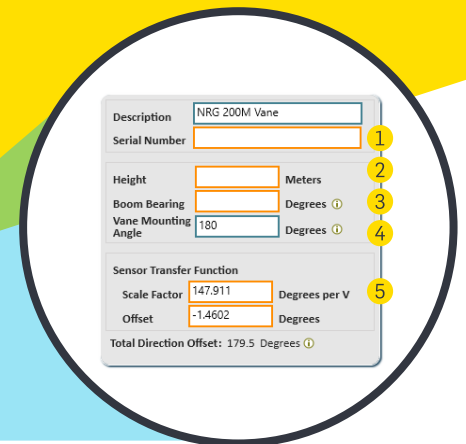 Description NRG 200M Vane
Serial Number 1
2
Height Meters
Boom Bearing Degrees i 3
Vane Mounting
Angle 180 Degrees i 4
Sensor Transfer Function
Scale Factor 147.911 Degrees per V 5
Offset -1.4602 Degrees
Total Direction Offset: 179.5 Degrees i